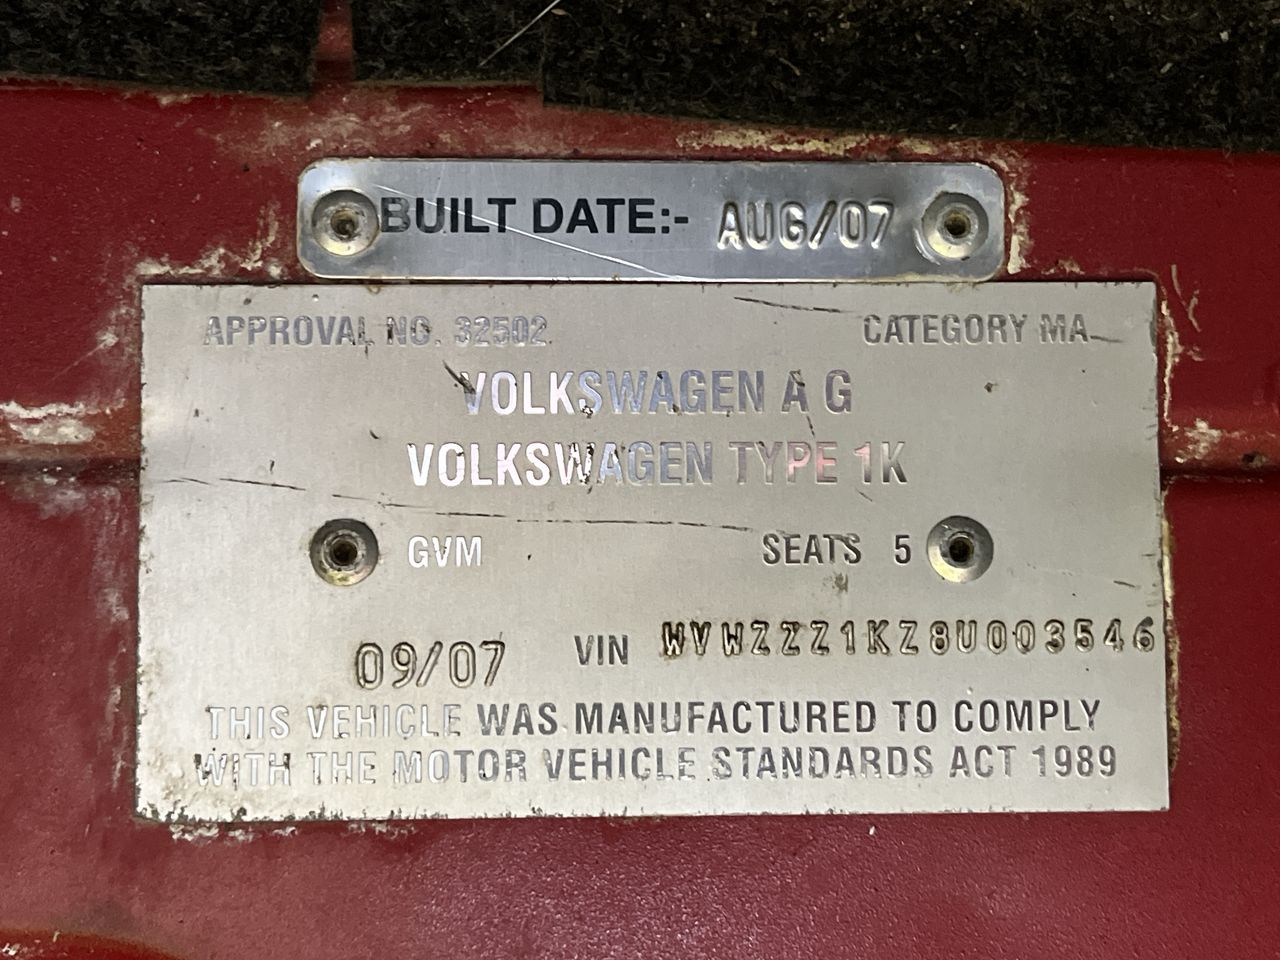 BUILT DATE:- AUG/07
APPROVAL NO. 32502 CATEGORY MA
VOLKSWAGEN A G
VOLKSWAGEN TYPE 1K
GVM SEATS 5
09/07 VIN WVWZZZ1KZ8U003546
THIS VEHICLE WAS MANUFACTURED TO COMPLY
WITH THE MOTOR VEHICLE STANDARDS ACT 1989